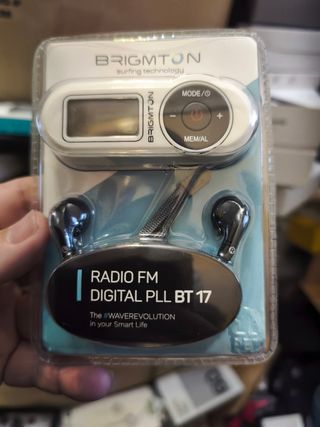 BRIGMTON
surfing technology
MODE/
BRIGMTON
- +
MEM/AL
RADIO FM
DIGITAL PLL BT 17
The #WAVEREVOLUTION
in your Smart Life